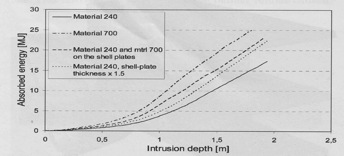 30
25
20
15
10
5
0
Absorbed energy [MJ]
Material 240
Material 700
Material 240 and mtrl 700
on the shell plates
Material 240, shell-plate
thickness x 1.5
0 0,5 1 1,5 2 2,5
Intrusion depth [m]